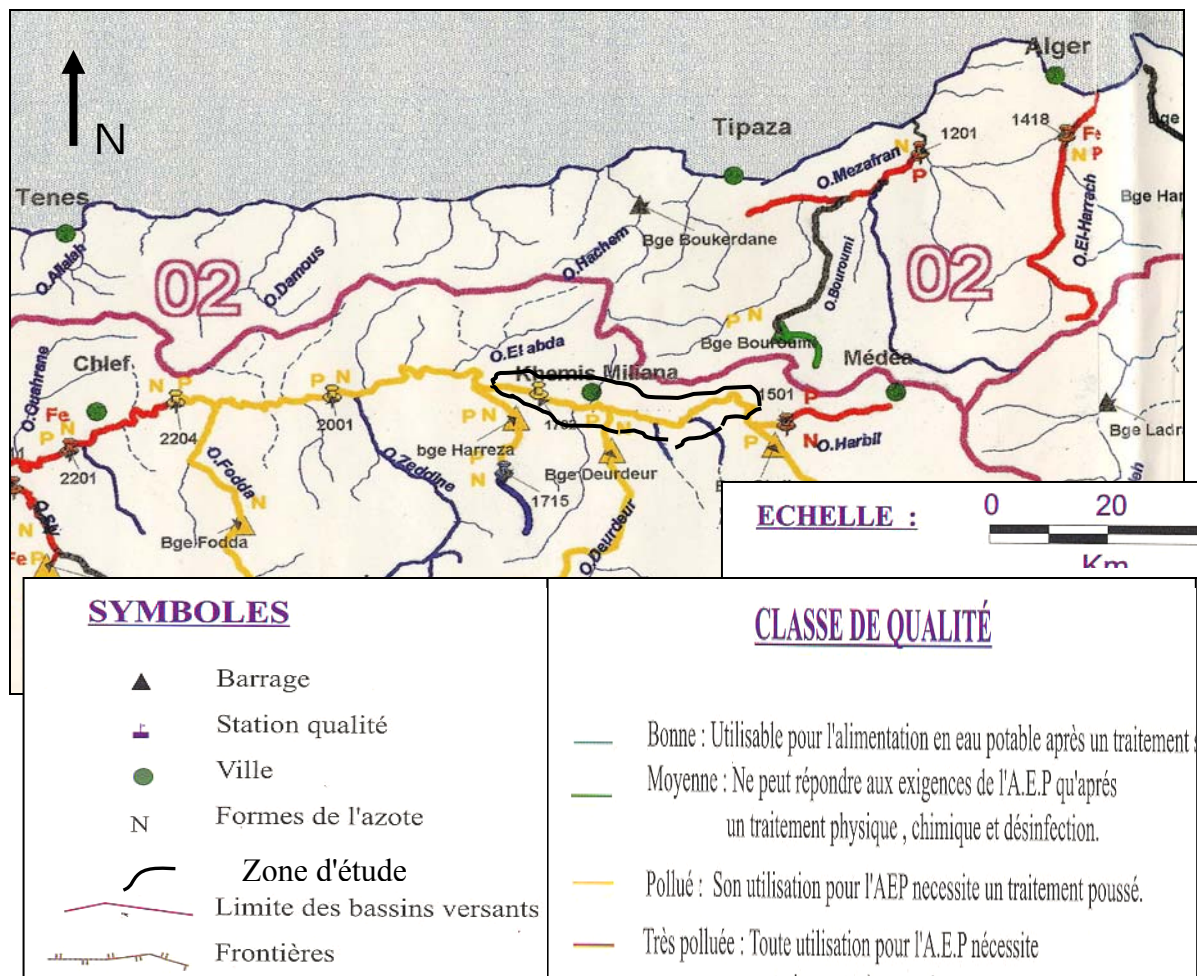 Alger
N
Tipaza
1418
Fe
N P
1201
N
O.Mezafran
P
Tenes
Bge
Bge Har
O.El-Harrach
Bge Boukerdane
O.Allalah
02
O.Damous
O.Hachem
O.Bouroumi
02
P N
Bge Bouroumi
O.El abda
Médéa
O.Ouahrane
Chlef
Khemis Miliana
N P
P N
1501
P
Fe
P N
2204
2001
P N
1702
N
O.Harbil
Bge Ladr
11
2201
bge Harreza
P
N
P
N
Bge Deurdeur
O.Fodda
O.Zeddine
P
N
1715
N
Bge Fodda
O.Deurdeur
N
Fe P
ECHELLE :
0 20
Km
SYMBOLES
Barrage
Station qualité
Ville
N Formes de l'azote
Zone d'étude
Limite des bassins versants
Frontières
CLASSE DE QUALITÉ
Bonne : Utilisable pour l'alimentation en eau potable après un traitement s
Moyenne : Ne peut répondre aux exigences de l'A.E.P qu'aprés
un traitement physique , chimique et désinfection.
Pollué : Son utilisation pour l'AEP necessite un traitement poussé.
Très polluée : Toute utilisation pour l'A.E.P nécessite